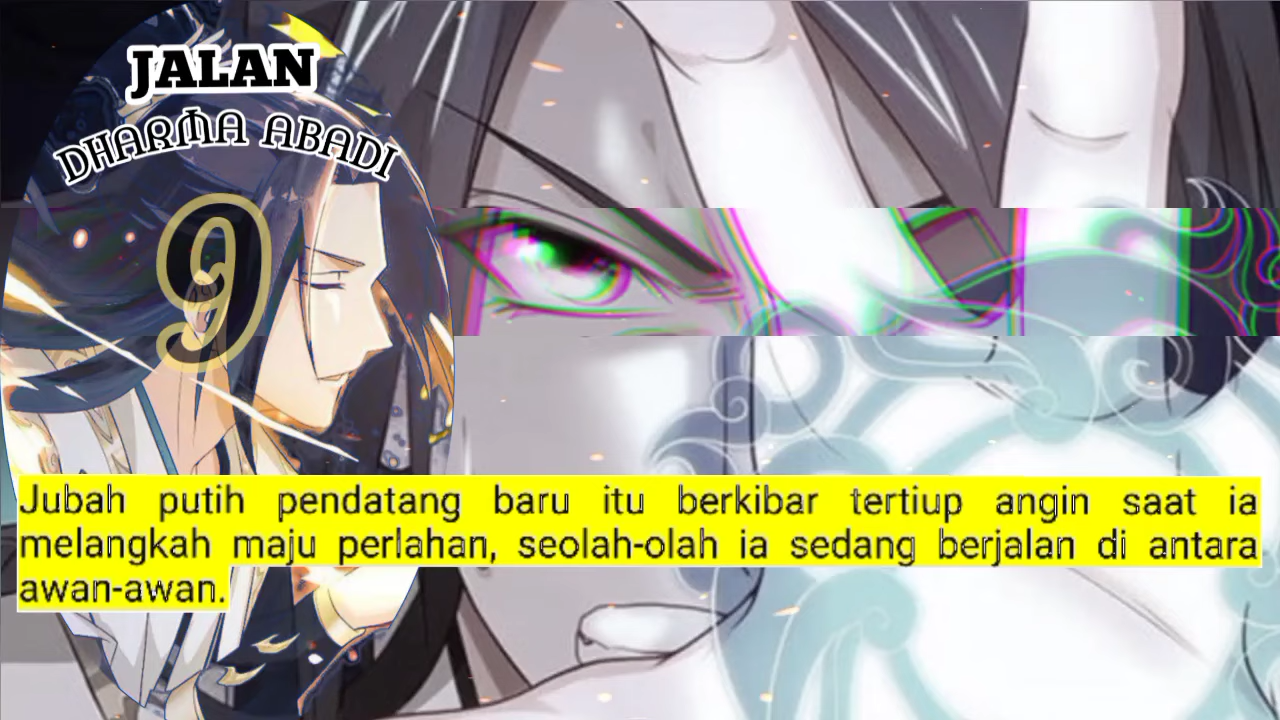 JALAN
DHARMA ABADI
9
Jubah putih pendatang baru itu berkibar tertiup angin saat ia
melangkah maju perlahan, seolah-olah ia sedang berjalan di antara
awan-awan.